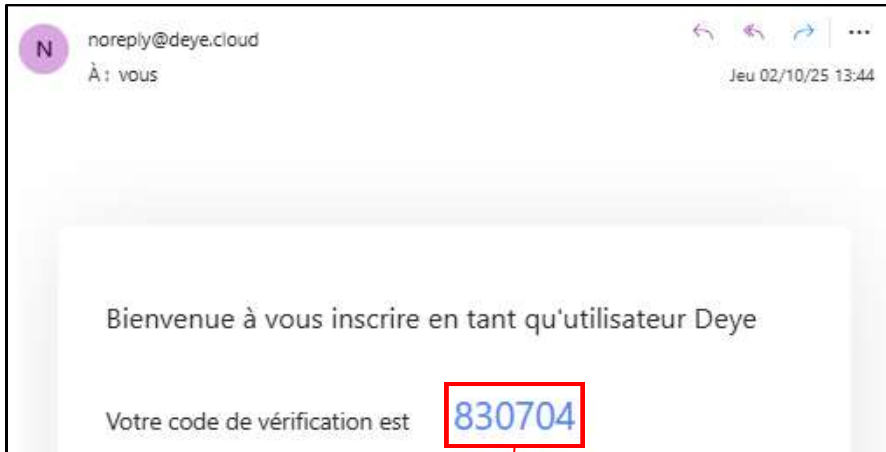 N
noreply@deye.cloud
À : vous
Jeu 02/10/25 13:44
Bienvenue à vous inscrire en tant qu'utilisateur Deye
Votre code de vérification est 830704